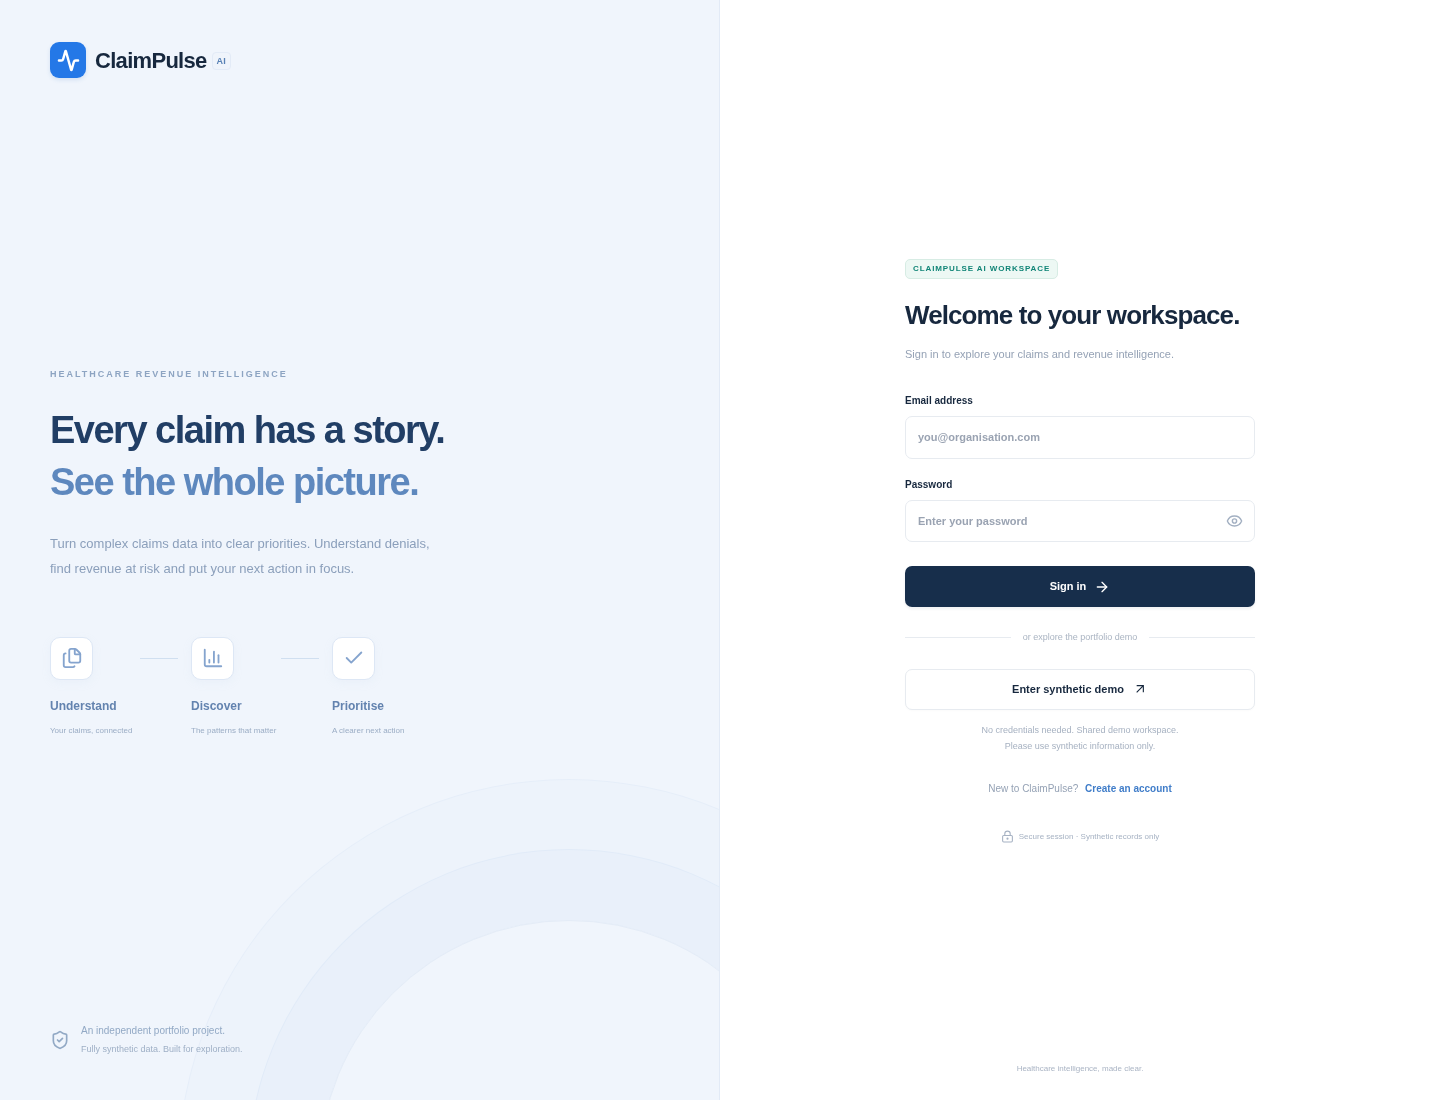 ClaimPulse AI
HEALTHCARE REVENUE INTELLIGENCE
Every claim has a story.
See the whole picture.
Turn complex claims data into clear priorities. Understand denials,
find revenue at risk and put your next action in focus.
Understand
Your claims, connected
Discover
The patterns that matter
Prioritise
A clearer next action
An independent portfolio project.
Fully synthetic data. Built for exploration.
CLAIMPULSE AI WORKSPACE
Welcome to your workspace.
Sign in to explore your claims and revenue intelligence.
Email address
you@organisation.com
Password
Enter your password
Sign in
or explore the portfolio demo
Enter synthetic demo
No credentials needed. Shared demo workspace.
Please use synthetic information only.
New to ClaimPulse? Create an account
Secure session · Synthetic records only
Healthcare intelligence, made clear.